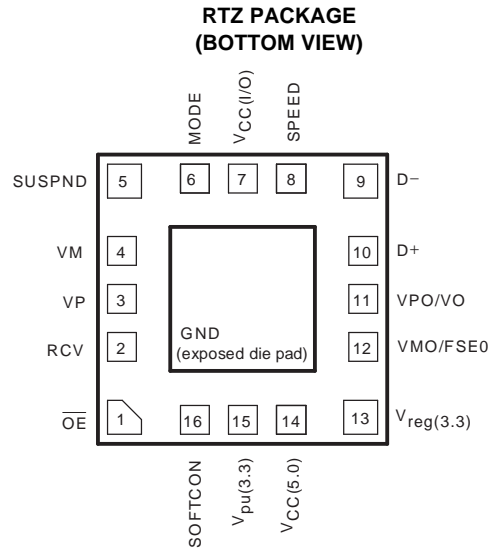 RTZ PACKAGE
(BOTTOM VIEW)
MODE
VCC(I/O)
SPEED
SUSPND
5
6
7
8
9
D−
VM
4
10
D+
VP
3
11
VPO/VO
RCV
2
GND
(exposed die pad)
12
VMO/FSE0
OE
1
16
15
14
13
Vreg(3.3)
SOFTCON
Vpu(3.3)
VCC(5.0)